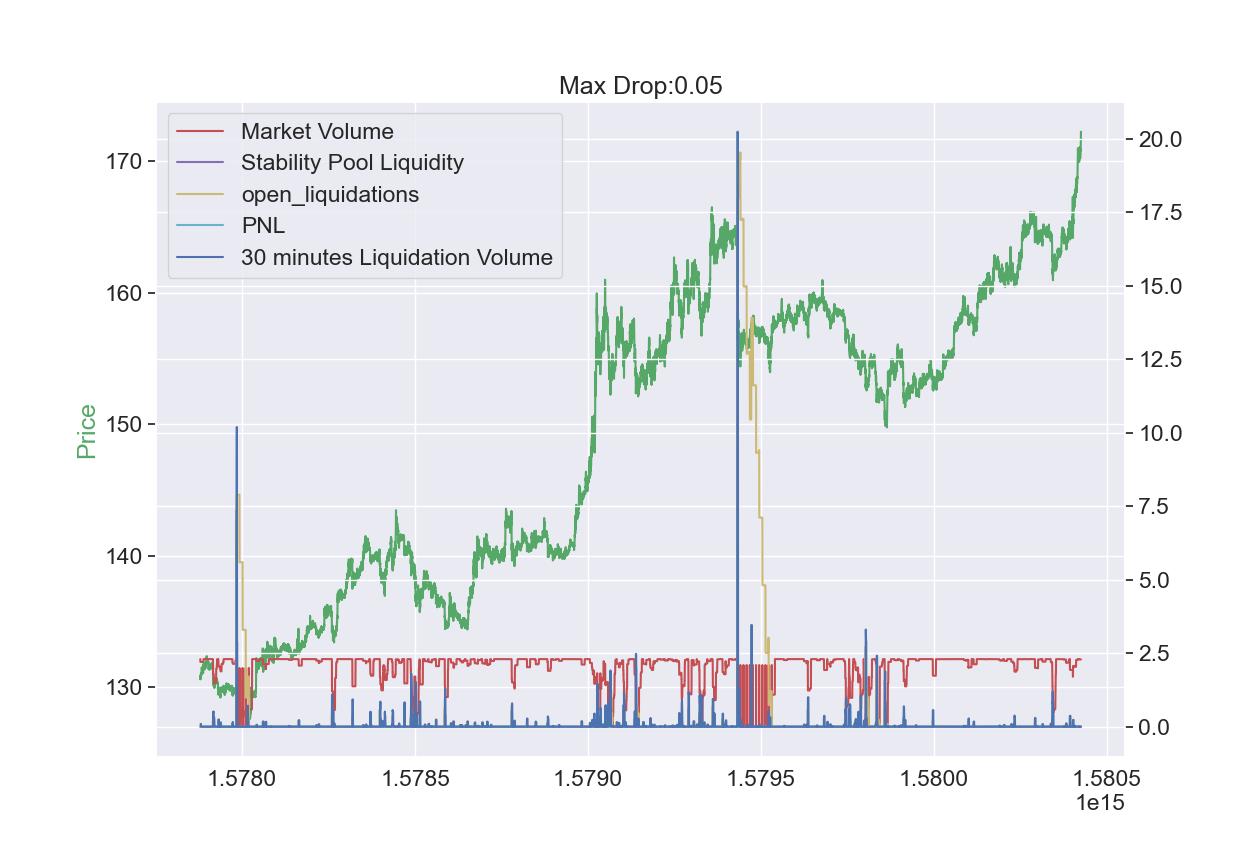 Max Drop:0.05
Market Volume
Stability Pool Liquidity
open_liquidations
PNL
30 minutes Liquidation Volume
Price
170
160
150
140
130
20.0
17.5
15.0
12.5
10.0
7.5
5.0
2.5
0.0
1.5780 1.5785 1.5790 1.5795 1.5800 1.5805
1e15